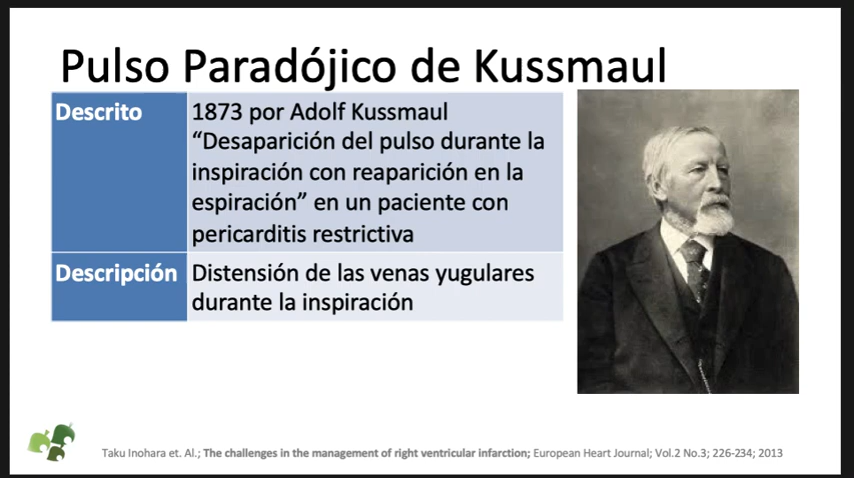 Pulso Paradójico de Kussmaul
Descrito
1873 por Adolf Kussmaul
“Desaparición del pulso durante la
inspiración con reaparición en la
espiración” en un paciente con
pericarditis restrictiva
Descripción
Distensión de las venas yugulares
durante la inspiración
Taku Inohara et. Al.; The challenges in the management of right ventricular infarction; European Heart Journal; Vol.2 No.3; 226-234; 2013